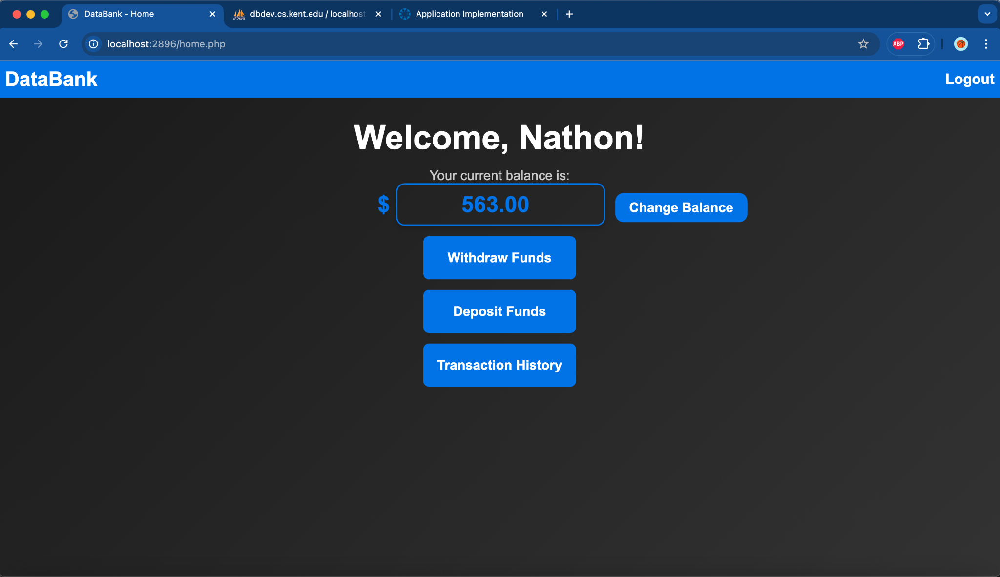 DataBank - Home
dbdev.cs.kent.edu / localhost
Application Implementation
localhost:2896/home.php
ABP
DataBank
Logout
Welcome, Nathon!
Your current balance is:
$ 563.00
Change Balance
Withdraw Funds
Deposit Funds
Transaction History